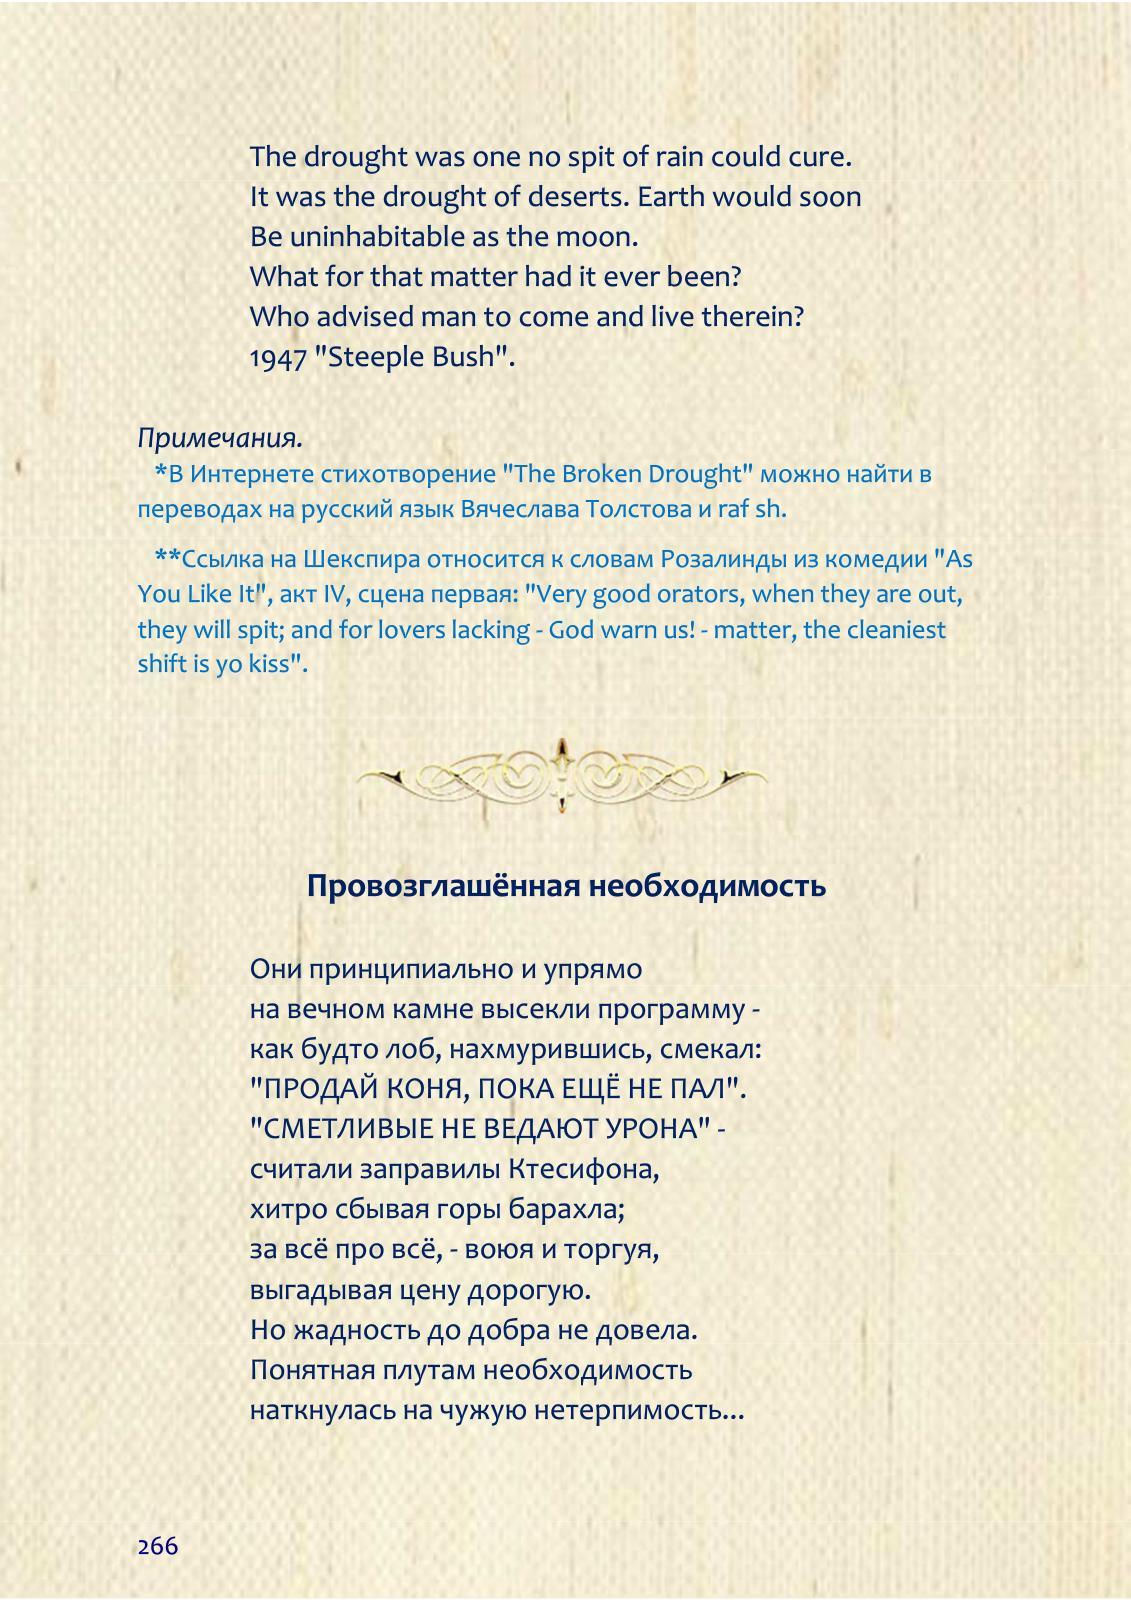 The drought was one no spit of rain could cure.
It was the drought of deserts. Earth would soon
Be uninhabitable as the moon.
What for that matter had it ever been?
Who advised man to come and live therein?
1947 "Steeple Bush".
Примечания.
*В Интернете стихотворение "The Broken Drought" можно найти в
переводах на русский язык Вячеслава Толстова и raf sh.
**Ссылка на Шекспира относится к словам Розалинды из комедии "As
You Like It", акт IV, сцена первая: "Very good orators, when they are out,
they will spit; and for lovers lacking - God warn us! - matter, the cleaniest
shift is yo kiss".
Провозглашённая необходимость
Они принципиально и упрямо
на вечном камне высекли программу -
как будто лоб, нахмурившись, смекал:
"ПРОДАЙ КОНЯ, ПОКА ЕЩЁ НЕ ПАЛ".
"СМЕТЛИВЫЕ НЕ ВЕДАЮТ УРОНА" -
считали заправилы Ктесифона,
хитро сбывая горы барахла;
за всё про всё, - воюя и торгуя,
выгадывая цену дорогую.
Но жадность до добра не довела.
Понятная плутам необходимость
наткнулась на чужую нетерпимость...
266